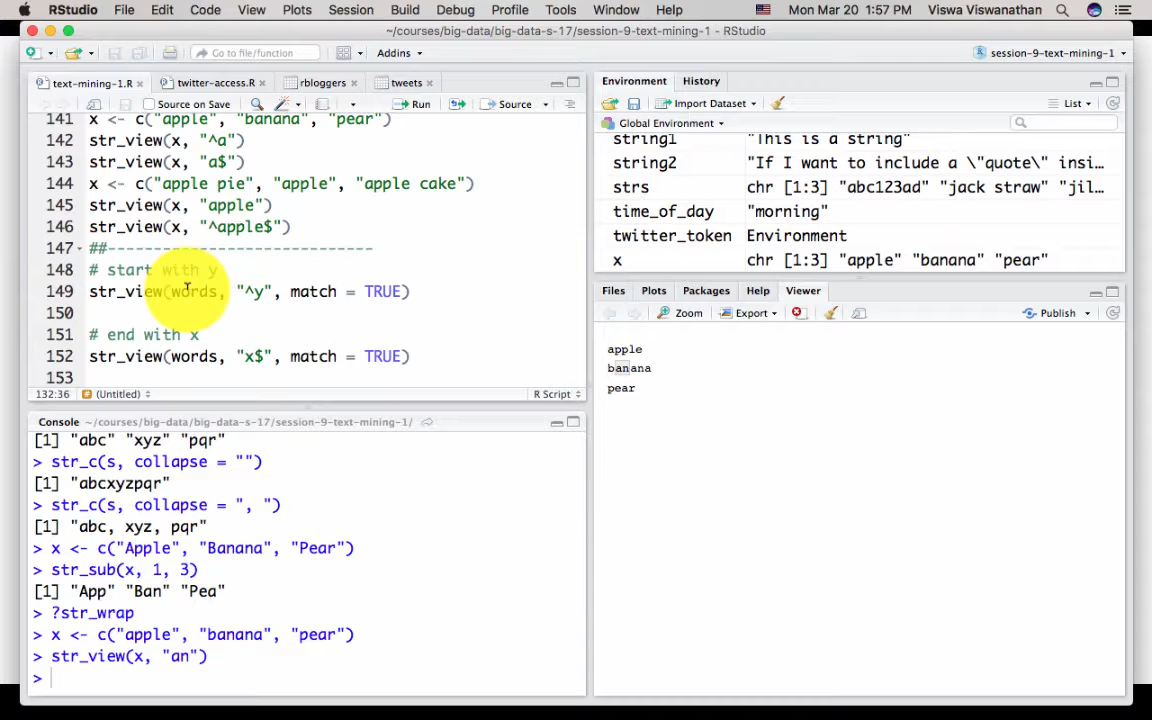 RStudio File Edit Code View Plots Session Build Debug Profile Tools Window Help Mon Mar 20 1:57 PM Viswa Viswanathan
~/courses/big-data/big-data-s-17/session-9-text-mining-1 - RStudio
Go to file/function Addins session-9-text-mining-1
text-mining-1.R twitter-access.R rbloggers tweets
Source on Save Run Source
141 x <- c("apple", "banana", "pear")
142 str_view(x, "^a")
143 str_view(x, "a$")
144 x <- c("apple pie", "apple", "apple cake")
145 str_view(x, "apple")
146 str_view(x, "^apple$")
147 ##-----------------------------
148 # start with y
149 str_view(words, "^y", match = TRUE)
150
151 # end with x
152 str_view(words, "x$", match = TRUE)
153
132:36 (Untitled) R Script
Console ~/courses/big-data/big-data-s-17/session-9-text-mining-1/
[1] "abc" "xyz" "pqr"
> str_c(s, collapse = "")
[1] "abcxyzpqr"
> str_c(s, collapse = ", ")
[1] "abc, xyz, pqr"
> x <- c("Apple", "Banana", "Pear")
> str_sub(x, 1, 3)
[1] "App" "Ban" "Pea"
> ?str_wrap
> x <- c("apple", "banana", "pear")
> str_view(x, "an")
>
Environment History
Import Dataset List
Global Environment
string1 "This is a string"
string2 "If I want to include a \"quote\" insi…
strs chr [1:3] "abc123ad" "jack straw" "jil…
time_of_day "morning"
twitter_token Environment
x chr [1:3] "apple" "banana" "pear"
Files Plots Packages Help Viewer
Zoom Export Publish
apple
banana
pear